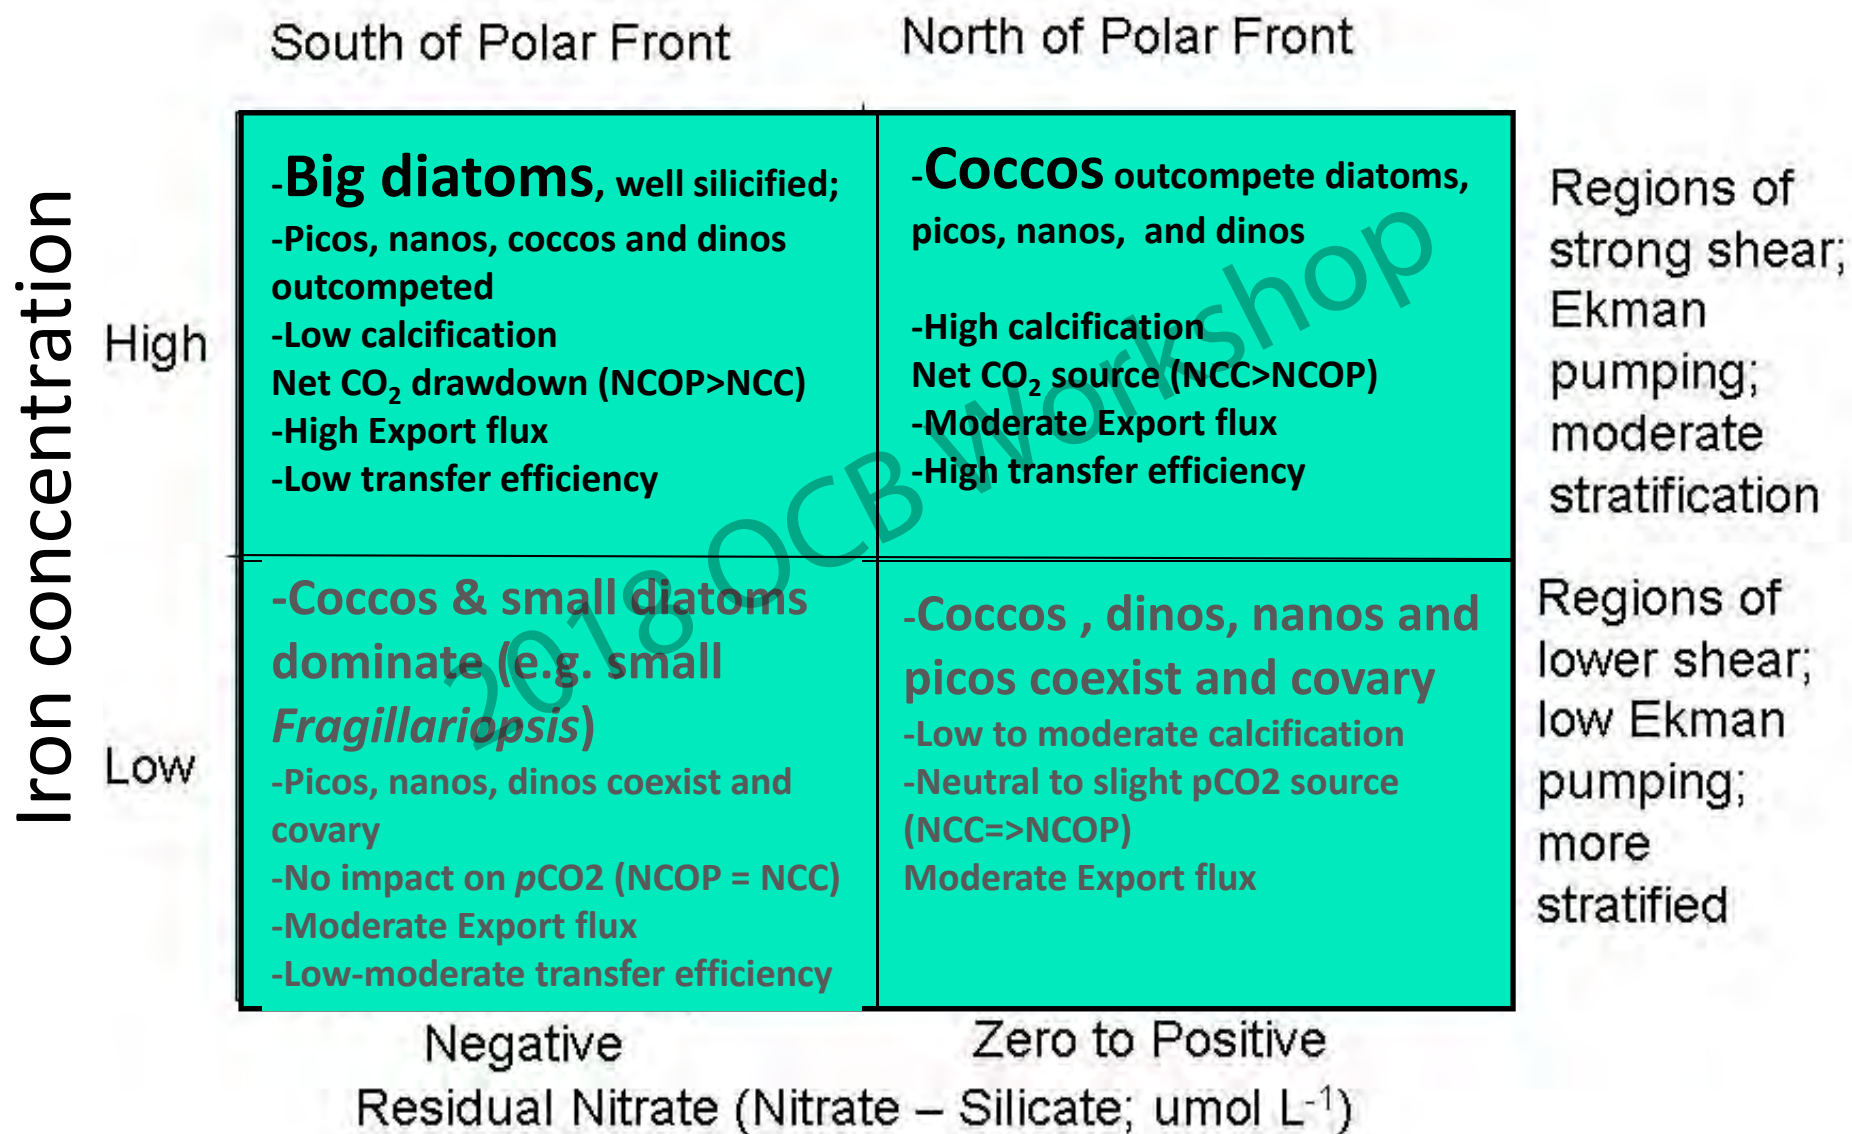 South of Polar Front
North of Polar Front
Iron concentration
High
-Big diatoms, well silicified;
-Picos, nanos, coccos and dinos
outcompeted
-Low calcification
Net CO₂ drawdown (NCOP>NCC)
-High Export flux
-Low transfer efficiency
-Coccos outcompete diatoms,
picos, nanos, and dinos
-High calcification
Net CO₂ source (NCC>NCOP)
-Moderate Export flux
-High transfer efficiency
Regions of
strong shear;
Ekman
pumping;
moderate
stratification
Low
-Coccos & small diatoms
dominate (e.g. small
Fragillariopsis)
-Picos, nanos, dinos coexist and
covary
-No impact on pCO2 (NCOP = NCC)
-Moderate Export flux
-Low-moderate transfer efficiency
-Coccos , dinos, nanos and
picos coexist and covary
-Low to moderate calcification
-Neutral to slight pCO2 source
(NCC=>NCOP)
Moderate Export flux
Regions of
lower shear;
low Ekman
pumping;
more
stratified
Negative
Zero to Positive
Residual Nitrate (Nitrate – Silicate; umol L⁻¹)
2018 OCB Workshop